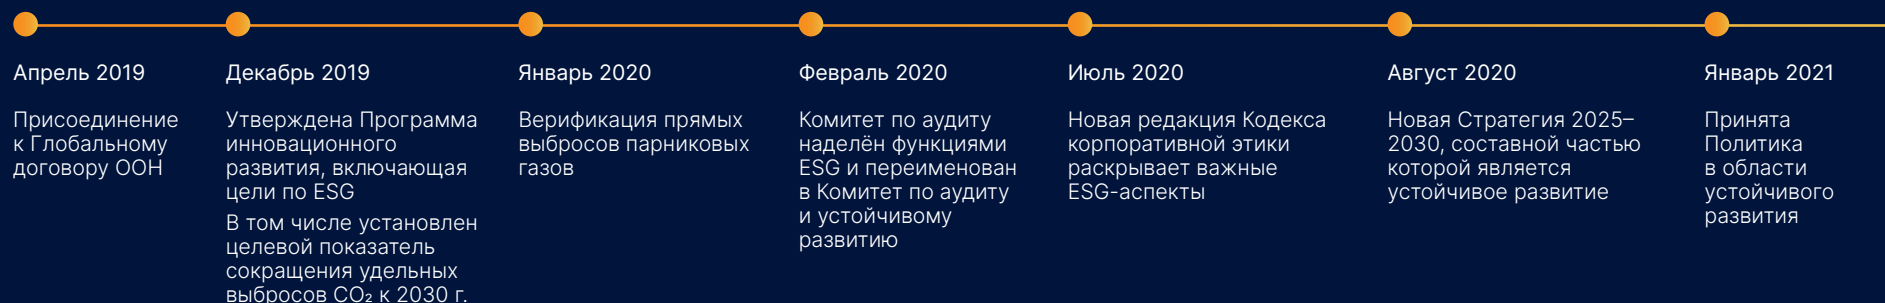 Апрель 2019
Присоединение
к Глобальному
договору ООН
Декабрь 2019
Утверждена Программа
инновационного
развития, включающая
цели по ESG
В том числе установлен
целевой показатель
сокращения удельных
выбросов CO₂ к 2030 г.
Январь 2020
Верификация прямых
выбросов парниковых
газов
Февраль 2020
Комитет по аудиту
наделён функциями
ESG и переименован
в Комитет по аудиту
и устойчивому
развитию
Июль 2020
Новая редакция Кодекса
корпоративной этики
раскрывает важные
ESG-аспекты
Август 2020
Новая Стратегия 2025–
2030, составной частью
которой является
устойчивое развитие
Январь 2021
Принята
Политика
в области
устойчивого
развития